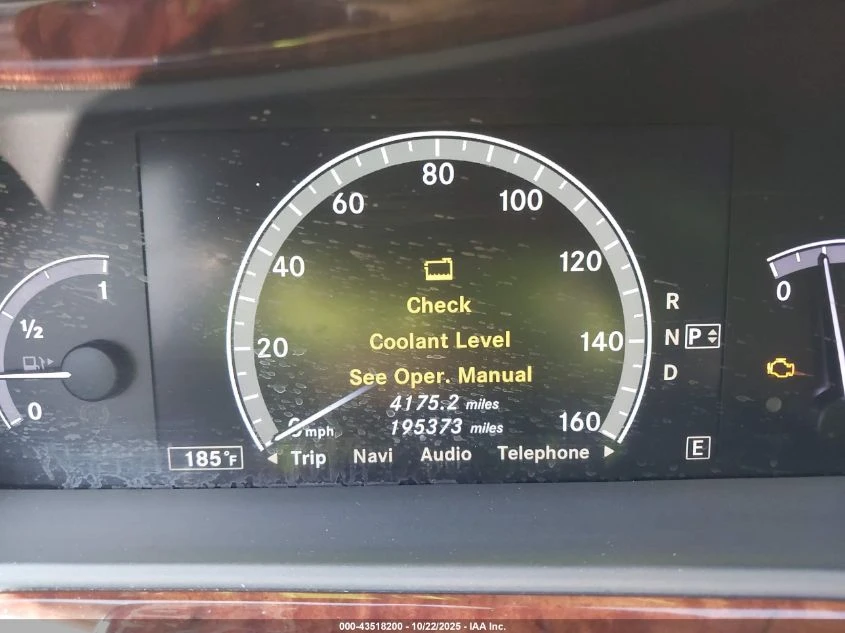 80
60
100
40
120
1
0
Check
R
½
Coolant Level
140
N P
20
See Oper. Manual
D
0
4175.2 miles
0 mph
195373 miles
160
185°F
Trip Navi Audio Telephone
E
000-43518200 - 10/22/2025 - IAA Inc.